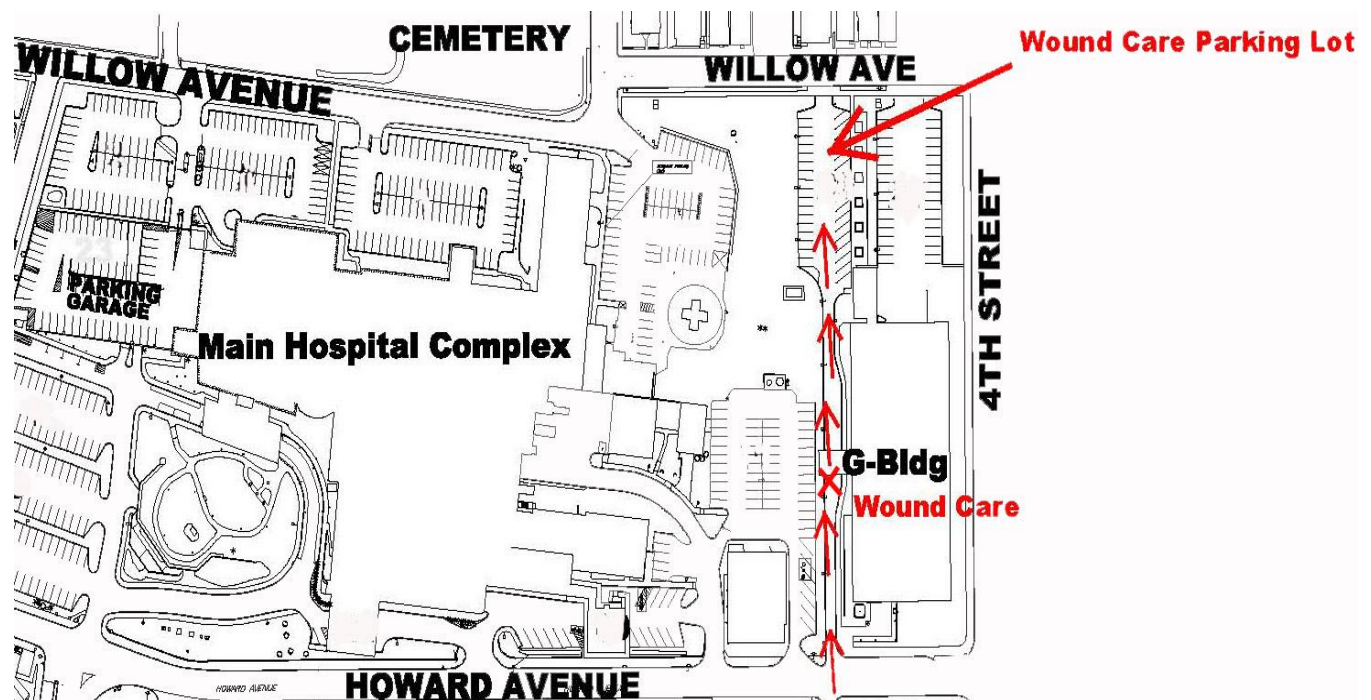 CEMETERY
Wound Care Parking Lot
WILLOW AVENUE
WILLOW AVE
4TH STREET
23
PARKING
GARAGE
Main Hospital Complex
G-Bldg
Wound Care
HOWARD AVENUE
HOWARD AVENUE